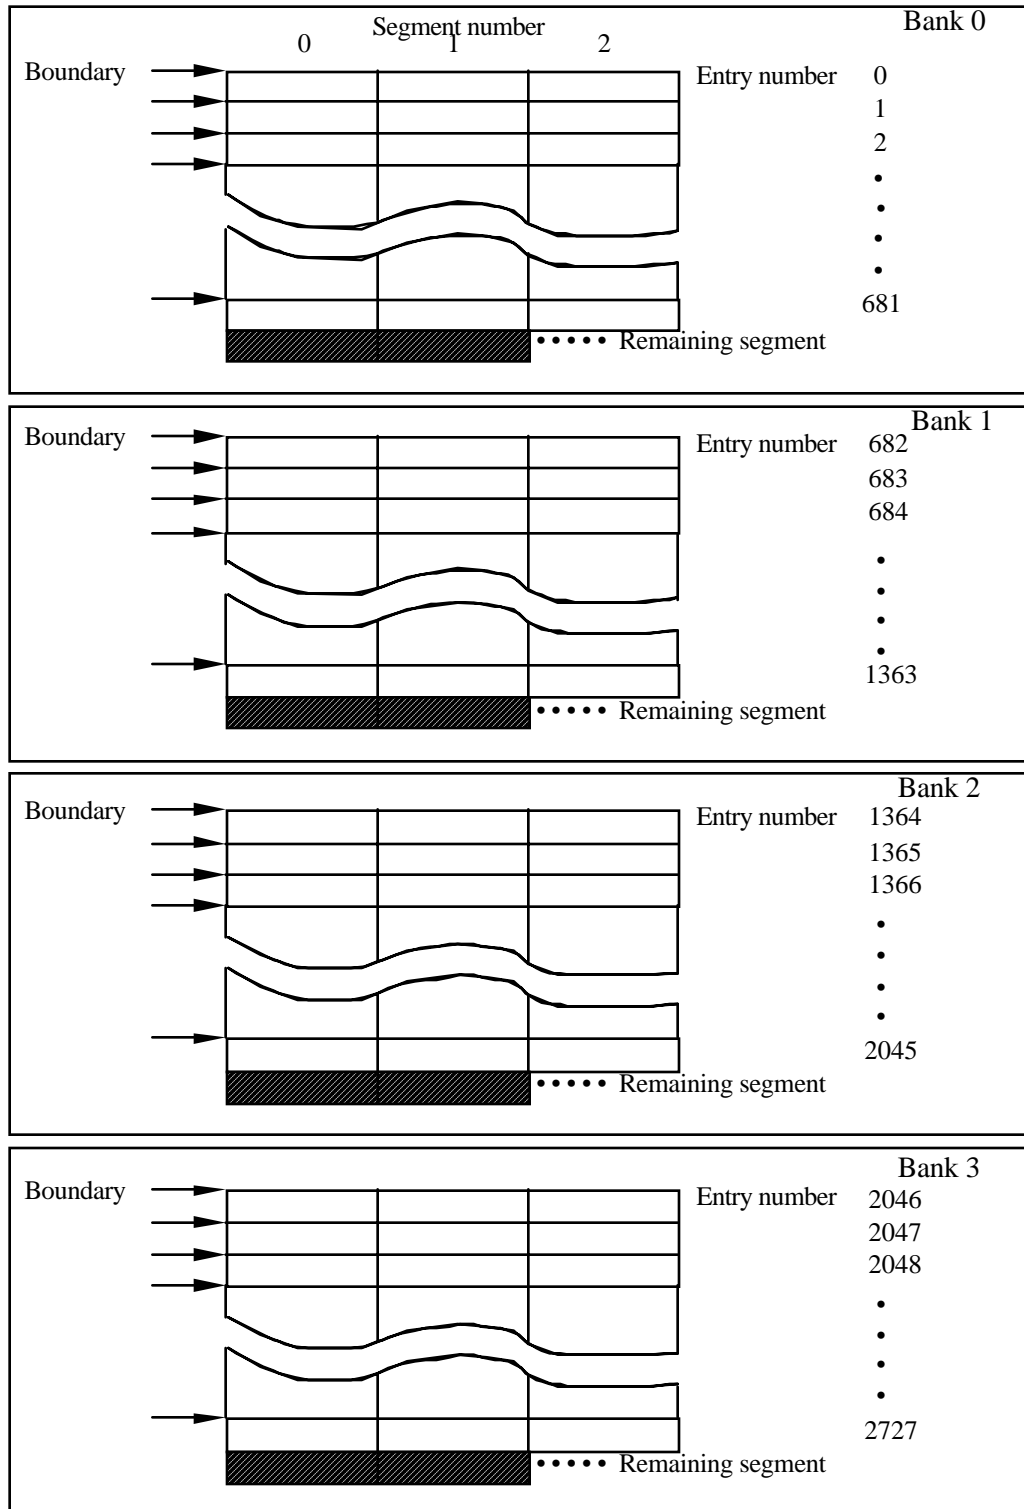 Segment number
Bank 0
0 1 2
Boundary
Entry number 0
1
2
681
Remaining segment
Bank 1
Boundary
Entry number 682
683
684
1363
Remaining segment
Bank 2
Boundary
Entry number 1364
1365
1366
2045
Remaining segment
Bank 3
Boundary
Entry number 2046
2047
2048
2727
Remaining segment